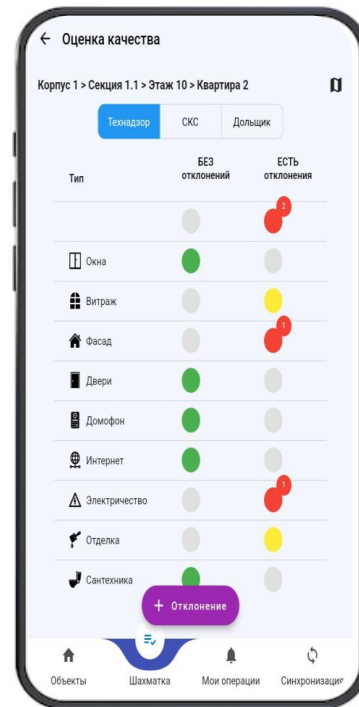 Оценка качества
Корпус 1 > Секция 1.1 > Этаж 10 > Квартира 2
Технадзор СКС Дольщик
Тип БЕЗ отклонений ЕСТЬ отклонения
2
Окна
Витраж
Фасад 1
Двери
Домофон
Интернет
Электричество 1
Отделка
Сантехника
+ Отклонение
Объекты Шахматка Мои операции Синхронизация